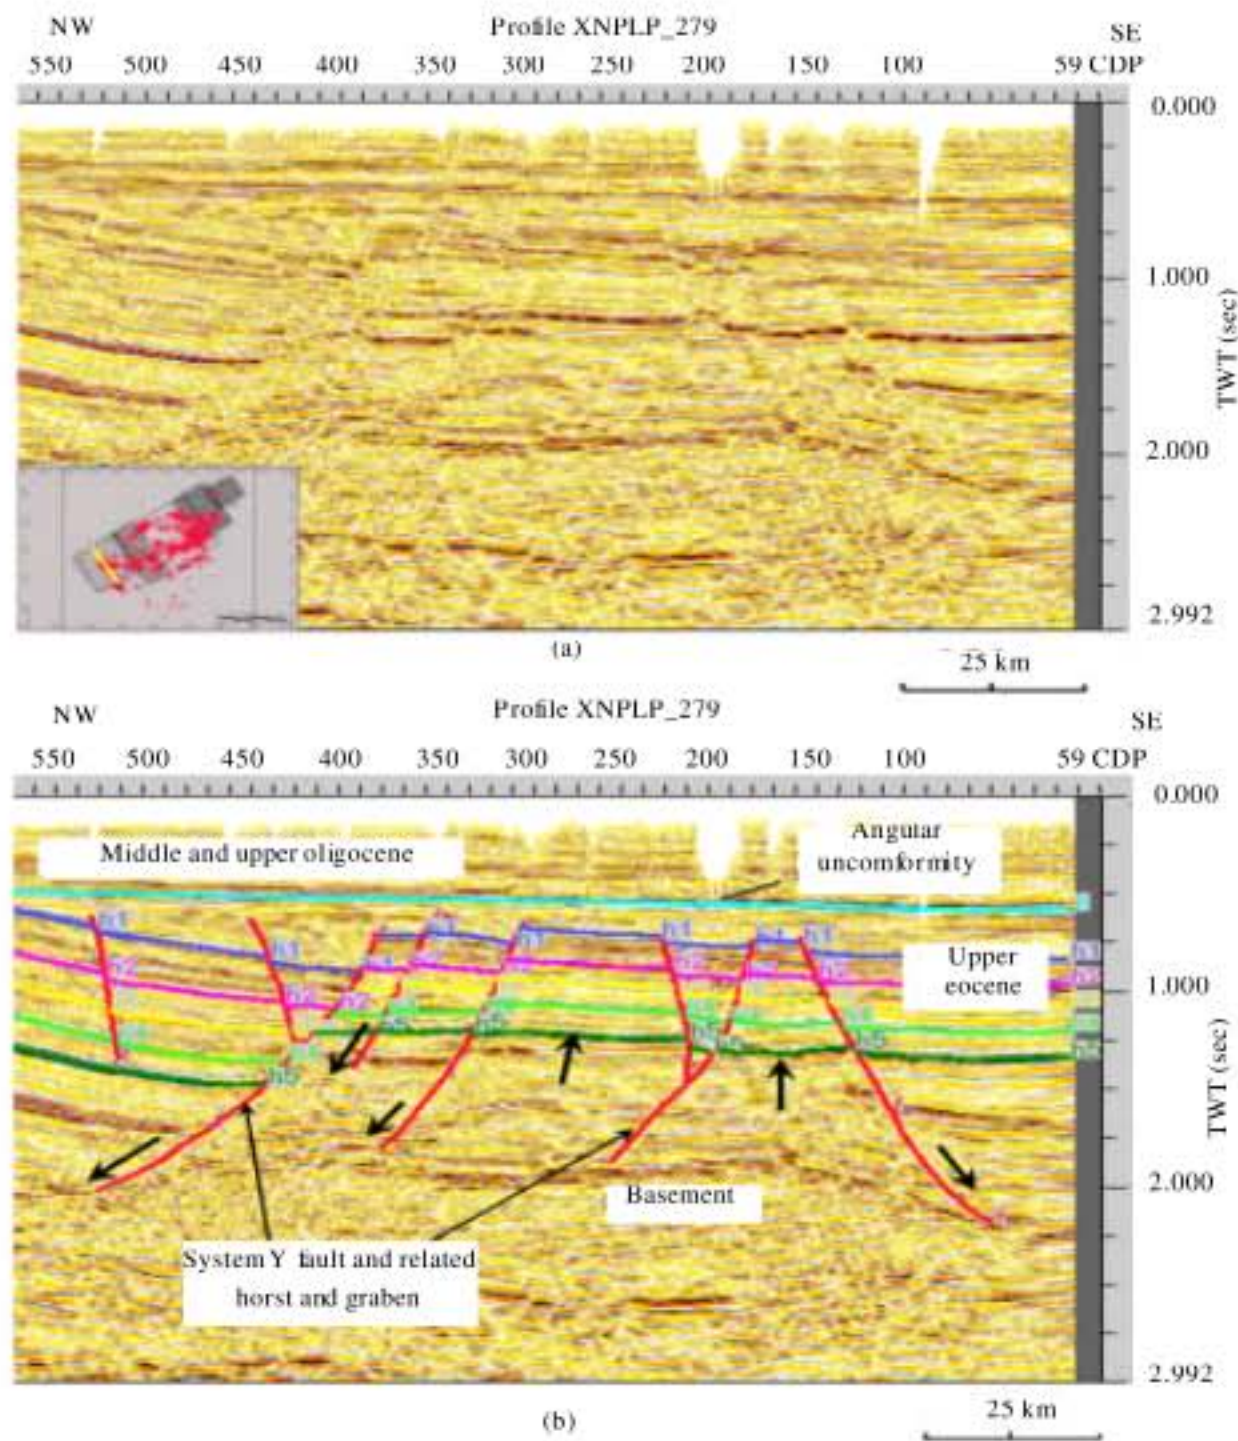 NW Profile XNPLP_279 SE
550 500 450 400 350 300 250 200 150 100 59 CDP
0.000
1.000
TWT (sec)
2.000
2.992
(a)
25 km
NW Profile XNPLP_279 SE
550 500 450 400 350 300 250 200 150 100 59 CDP
0.000
Middle and upper oligocene
Angular
uncomformity
Upper
eocene
1.000
TWT (sec)
Basement
2.000
System Y fault and related
horst and graben
2.992
(b)
25 km